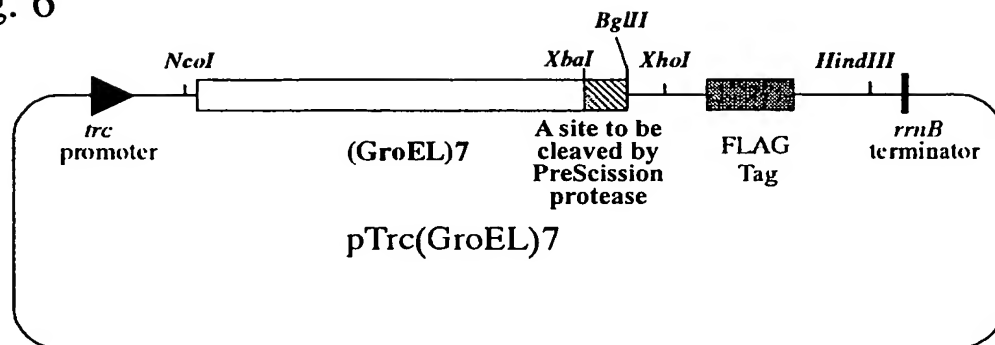 g. 6
BglII
NcoI
XbaI
XhoI
HindIII
trc
promoter
(GroEL)7
A site to be
cleaved by
PreScission
protease
FLAG
Tag
rrnB
terminator
pTrc(GroEL)7